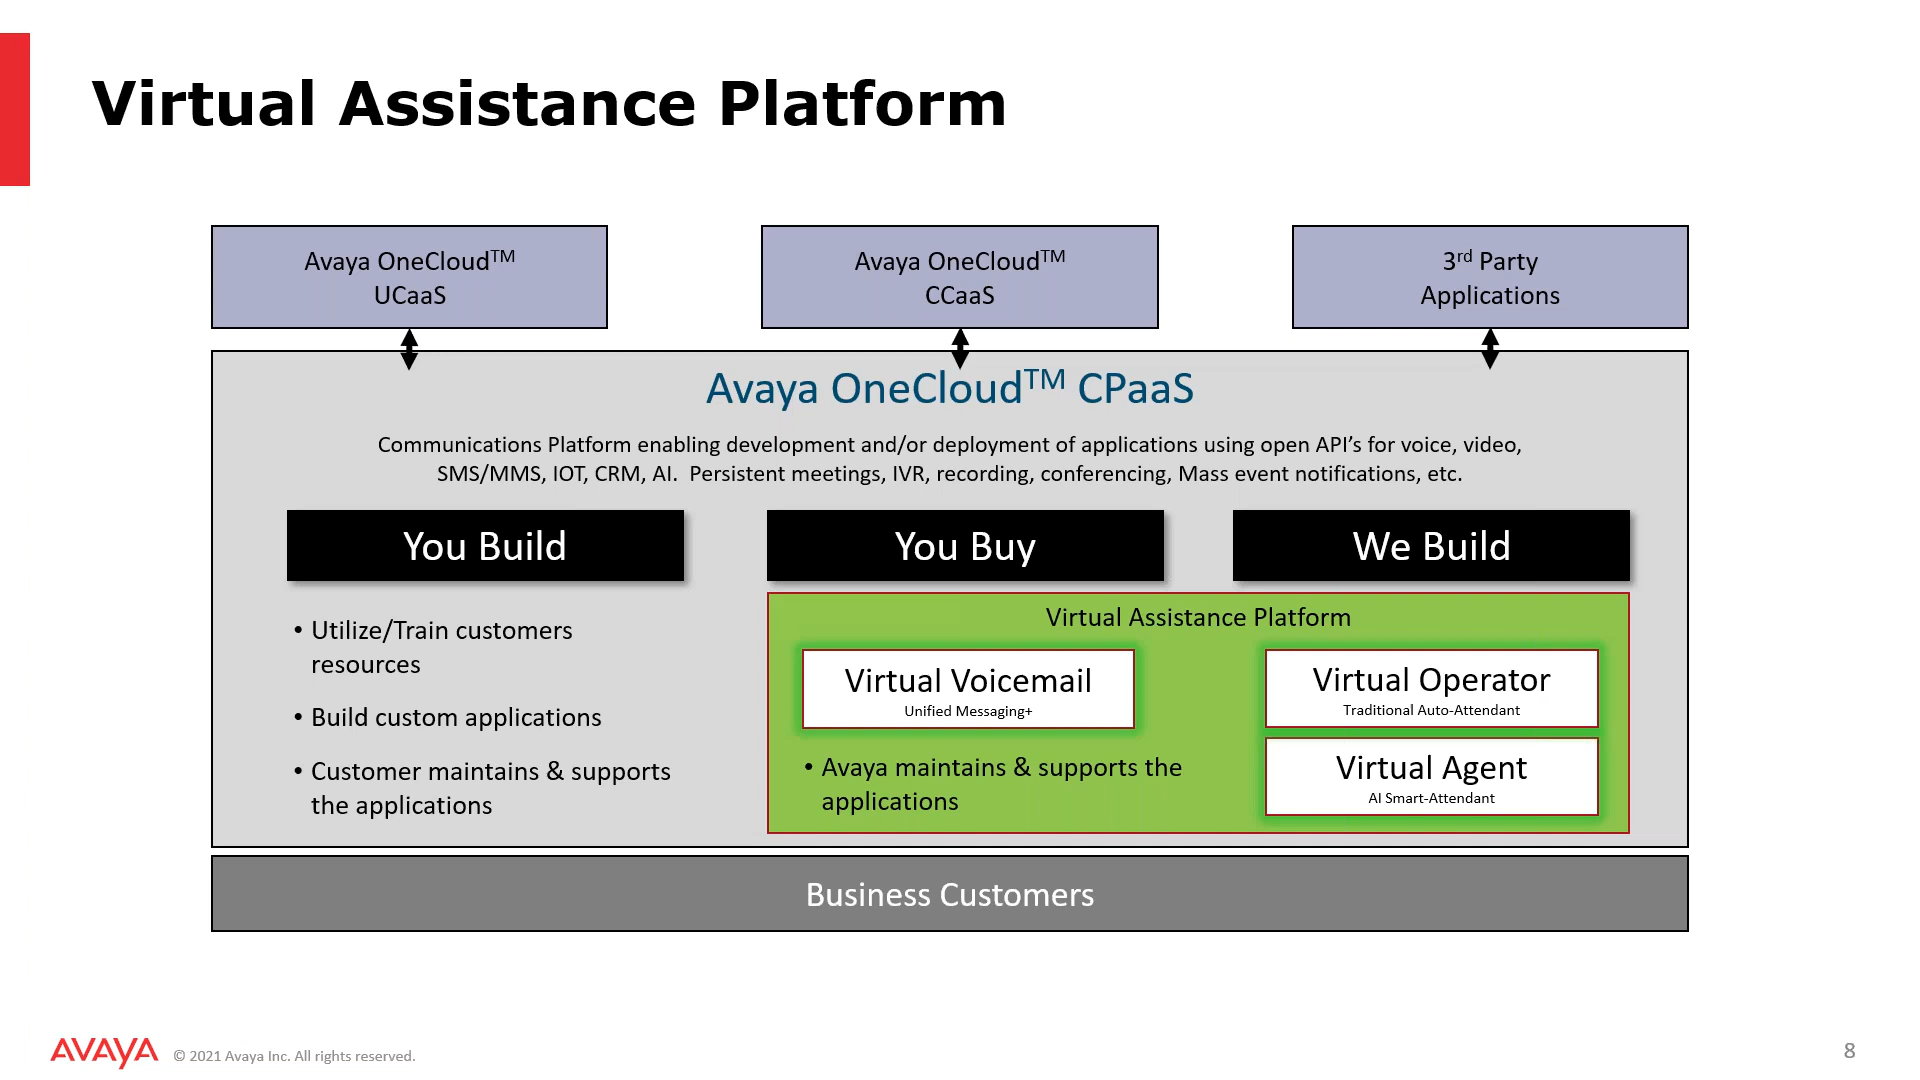 Virtual Assistance Platform
Avaya OneCloudTM
UCaaS
Avaya OneCloudTM
CCaaS
3rd Party
Applications
Avaya OneCloudTM CPaaS
Communications Platform enabling development and/or deployment of applications using open API’s for voice, video,
SMS/MMS, IOT, CRM, AI.  Persistent meetings, IVR, recording, conferencing, Mass event notifications, etc.
You Build
• Utilize/Train customers
resources
• Build custom applications
• Customer maintains & supports
the applications
You Buy
We Build
Virtual Assistance Platform
Virtual Voicemail
Unified Messaging+
• Avaya maintains & supports the
applications
Virtual Operator
Traditional Auto-Attendant
Virtual Agent
AI Smart-Attendant
Business Customers
AVAYA
© 2021 Avaya Inc. All rights reserved.
8